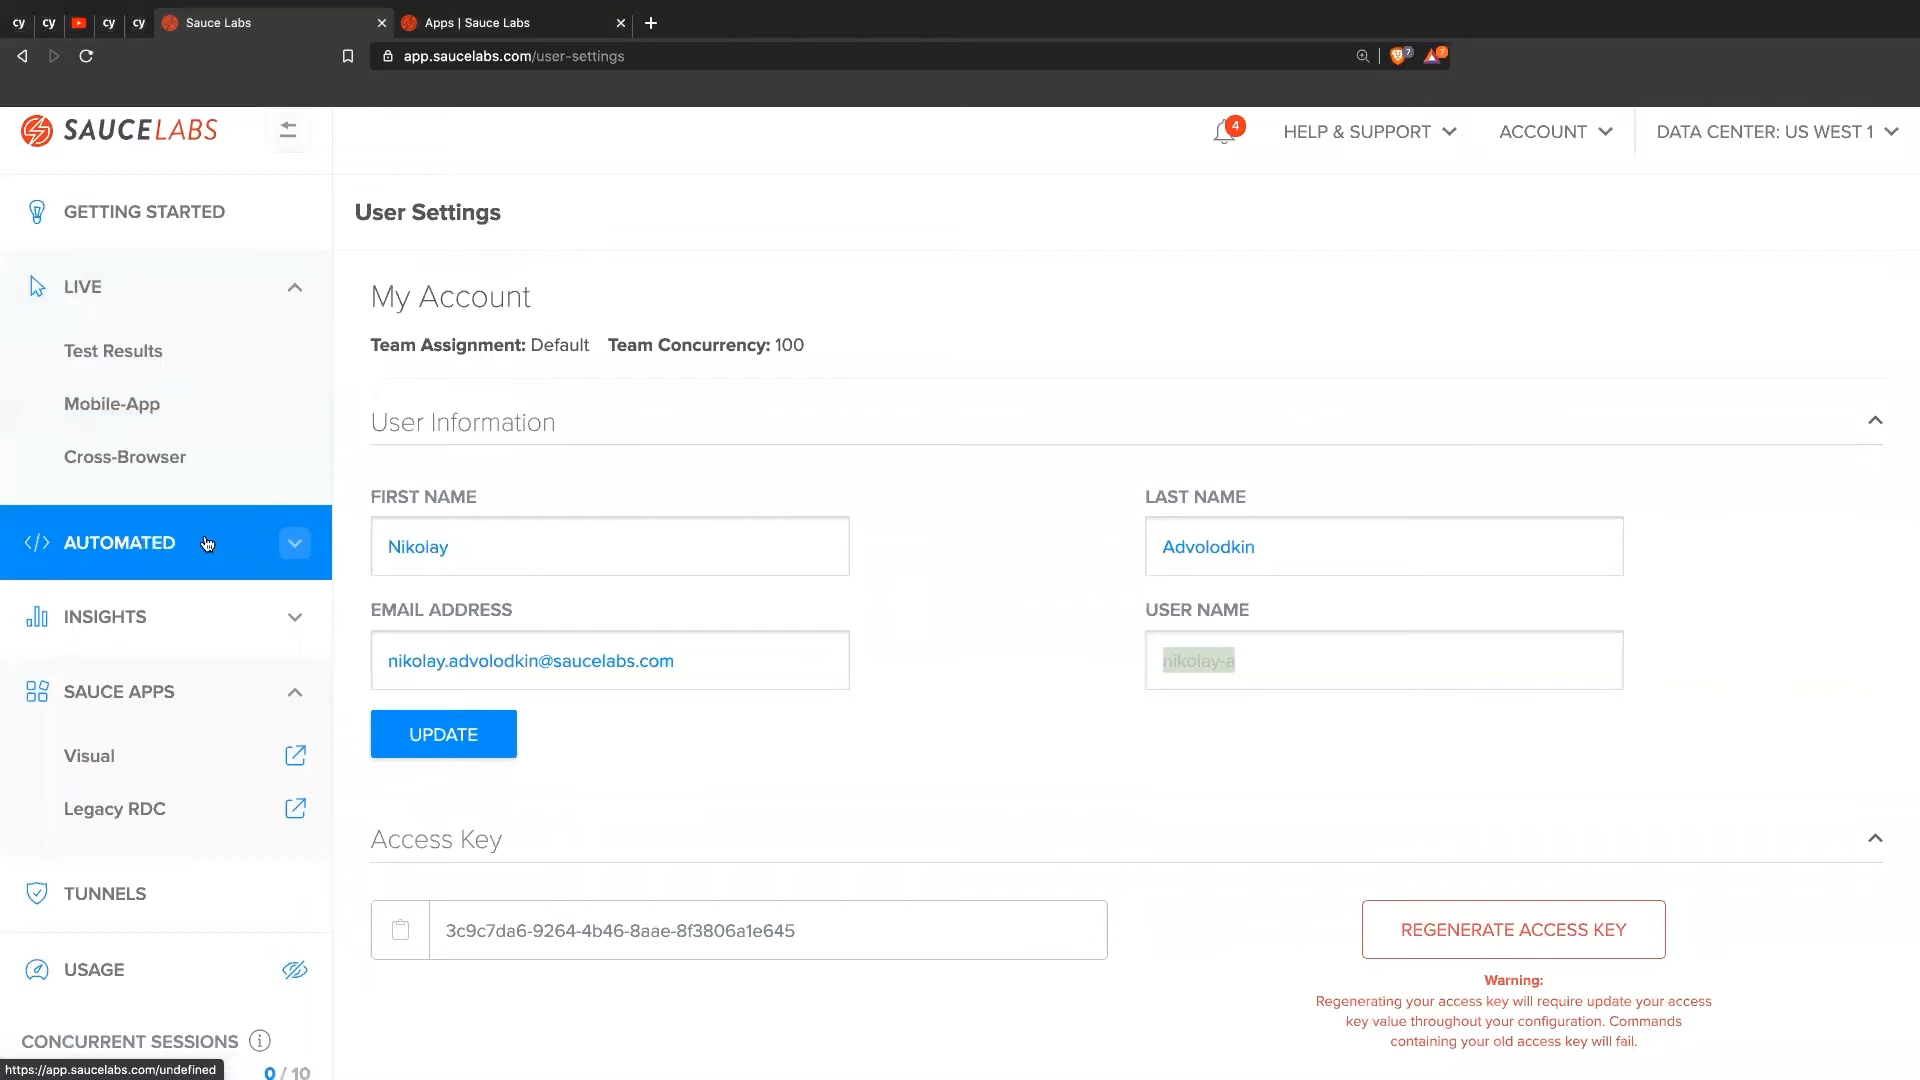 cy cy cy cy Sauce Labs Apps | Sauce Labs
app.saucelabs.com/user-settings 7 7
SAUCELABS
4 HELP & SUPPORT ACCOUNT DATA CENTER: US WEST 1
GETTING STARTED
LIVE
Test Results
Mobile-App
Cross-Browser
AUTOMATED
INSIGHTS
SAUCE APPS
Visual
Legacy RDC
TUNNELS
USAGE
CONCURRENT SESSIONS
0 / 10
https://app.saucelabs.com/undefined
User Settings
My Account
Team Assignment: Default Team Concurrency: 100
User Information
FIRST NAME LAST NAME
Nikolay Advolodkin
EMAIL ADDRESS USER NAME
nikolay.advolodkin@saucelabs.com nikolay-a
UPDATE
Access Key
3c9c7da6-9264-4b46-8aae-8f3806a1e645 REGENERATE ACCESS KEY
Warning:
Regenerating your access key will require update your access
key value throughout your configuration. Commands
containing your old access key will fail.